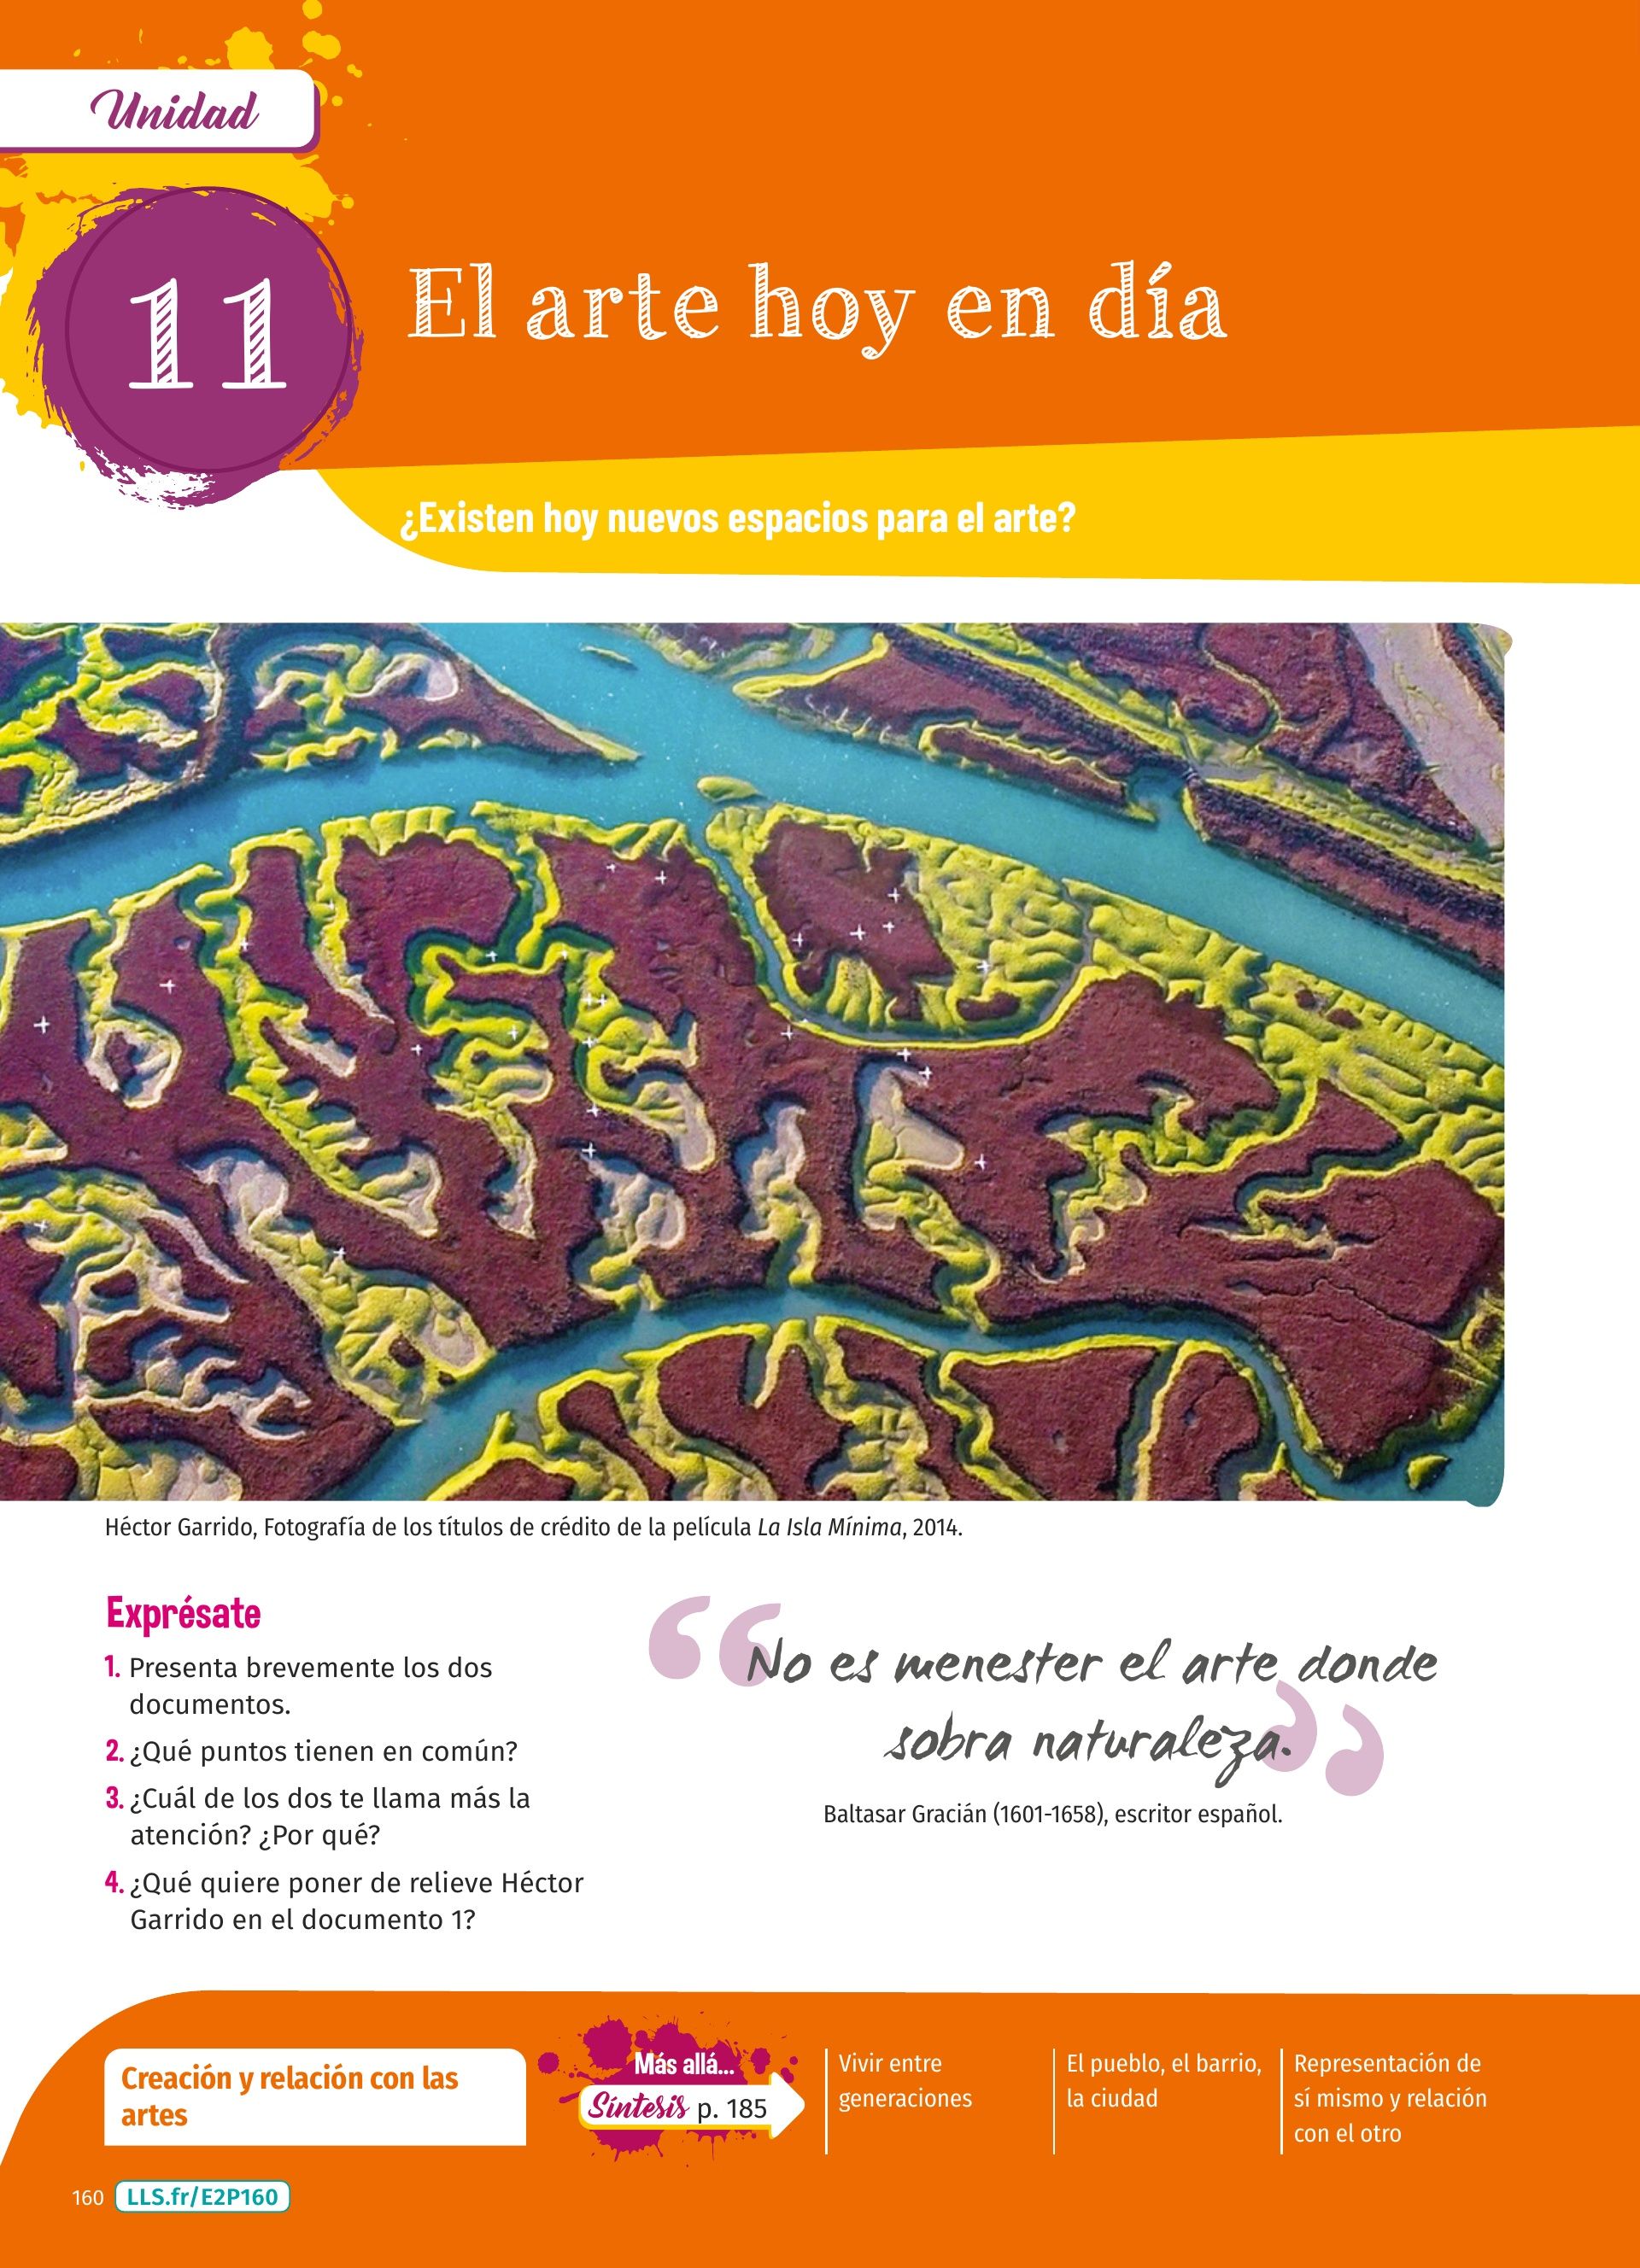 Unidad
11
El arte hoy en día
¿Existen hoy nuevos espacios para el arte?
Héctor Garrido, Fotografía de los títulos de crédito de la película La Isla Mínima, 2014.
Exprésate
1. Presenta brevemente los dos
documentos.
2. ¿Qué puntos tienen en común?
3. ¿Cuál de los dos te llama más la
atención? ¿Por qué?
4. ¿Qué quiere poner de relieve Héctor
Garrido en el documento 1?
“No es menester el arte donde
sobra naturaleza.”
Baltasar Gracián (1601-1658), escritor español.
Creación y relación con las
artes
Más allá...
Síntesis p. 185
Vivir entre
generaciones
El pueblo, el barrio,
la ciudad
Representación de
sí mismo y relación
con el otro
160 LLS.fr/E2P160